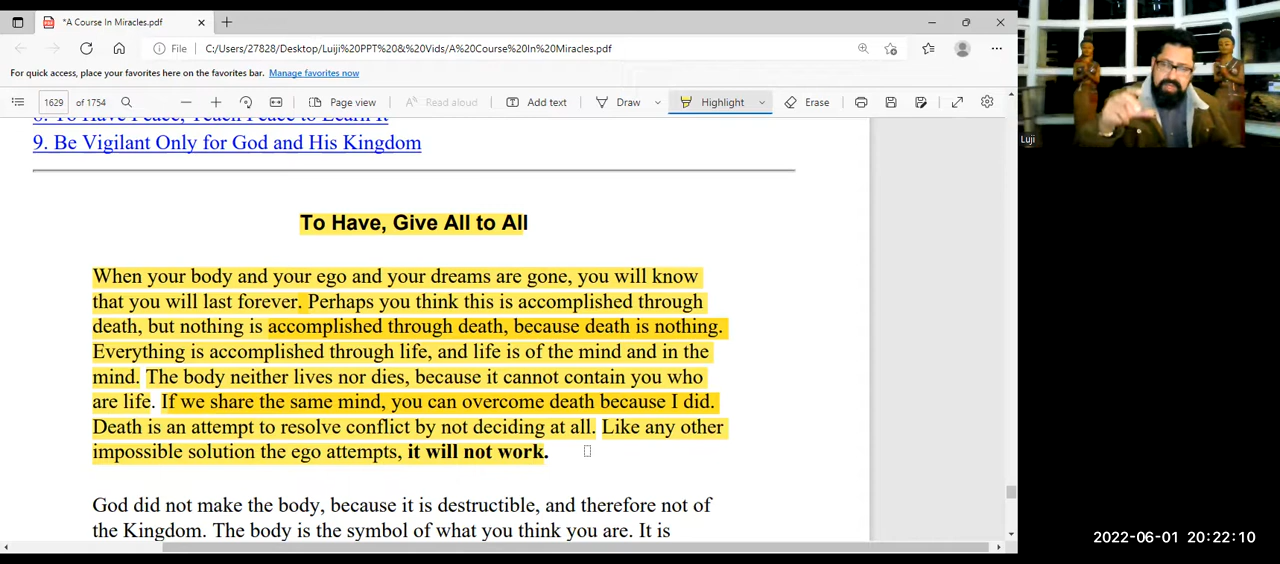 *A Course In Miracles.pdf
File C:/Users/27828/Desktop/Luiji%20PPT%20&%20Vids/A%20Course%20In%20Miracles.pdf
For quick access, place your favorites here on the favorites bar. Manage favorites now
1629 of 1754 Page view Read aloud Add text Draw Highlight Erase
8. To Have Peace, Teach Peace to Learn It
9. Be Vigilant Only for God and His Kingdom
To Have, Give All to All
When your body and your ego and your dreams are gone, you will know
that you will last forever. Perhaps you think this is accomplished through
death, but nothing is accomplished through death, because death is nothing.
Everything is accomplished through life, and life is of the mind and in the
mind. The body neither lives nor dies, because it cannot contain you who
are life. If we share the same mind, you can overcome death because I did.
Death is an attempt to resolve conflict by not deciding at all. Like any other
impossible solution the ego attempts, it will not work.
God did not make the body, because it is destructible, and therefore not of
the Kingdom. The body is the symbol of what you think you are. It is
Luji
2022-06-01 20:22:10